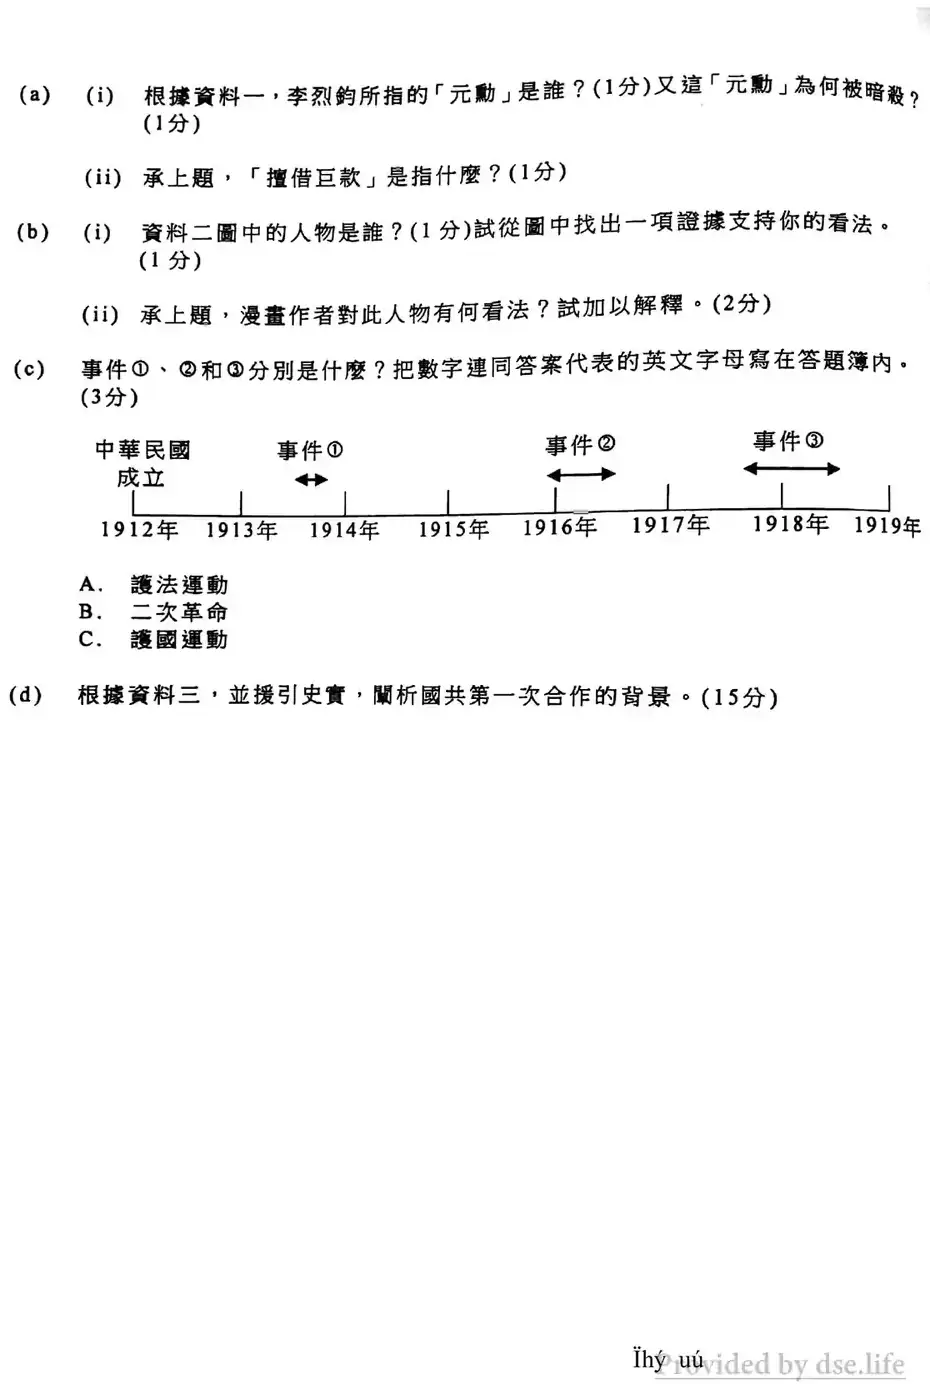 (a) (i) 根據資料一，李烈鈞所指的「元勳」是誰？(1分)又這「元勳」為何被暗殺？
(1分)
(ii) 承上題，「擅借巨款」是指什麼？(1分)
(b) (i) 資料二圖中的人物是誰？(1 分)試從圖中找出一項證據支持你的看法。
(1 分)
(ii) 承上題，漫畫作者對此人物有何看法？試加以解釋。(2分)
(c) 事件①、②和③分別是什麼？把數字連同答案代表的英文字母寫在答題簿內。
(3分)
中華民國 事件① 事件② 事件③
成立
1912年 1913年 1914年 1915年 1916年 1917年 1918年 1919年
A. 護法運動
B. 二次革命
C. 護國運動
(d) 根據資料三，並援引史實，闡析國共第一次合作的背景。(15分)
Ïhý uú
Provided by dse.life